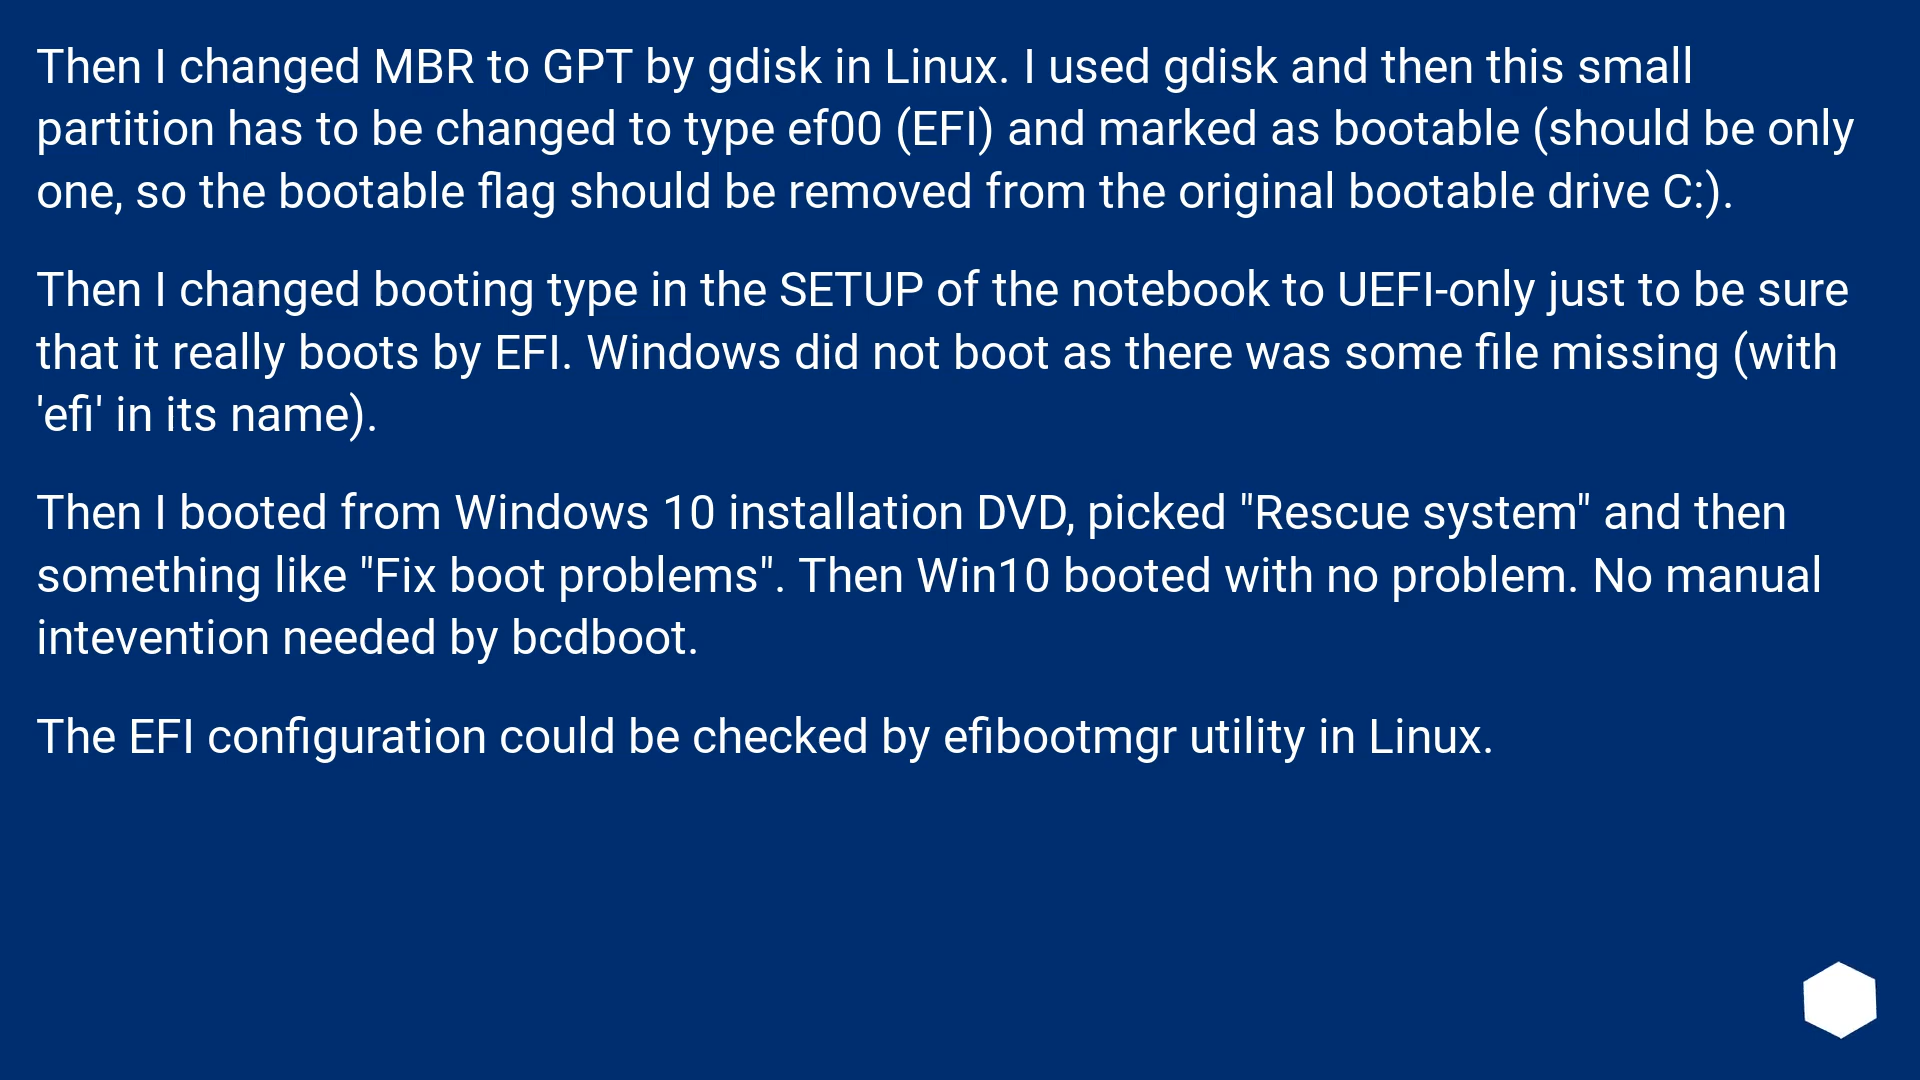 Then I changed MBR to GPT by gdisk in Linux. I used gdisk and then this small
partition has to be changed to type ef00 (EFI) and marked as bootable (should be only
one, so the bootable flag should be removed from the original bootable drive C:).
Then I changed booting type in the SETUP of the notebook to UEFI-only just to be sure
that it really boots by EFI. Windows did not boot as there was some file missing (with
'efi' in its name).
Then I booted from Windows 10 installation DVD, picked "Rescue system" and then
something like "Fix boot problems". Then Win10 booted with no problem. No manual
intevention needed by bcdboot.
The EFI configuration could be checked by efibootmgr utility in Linux.